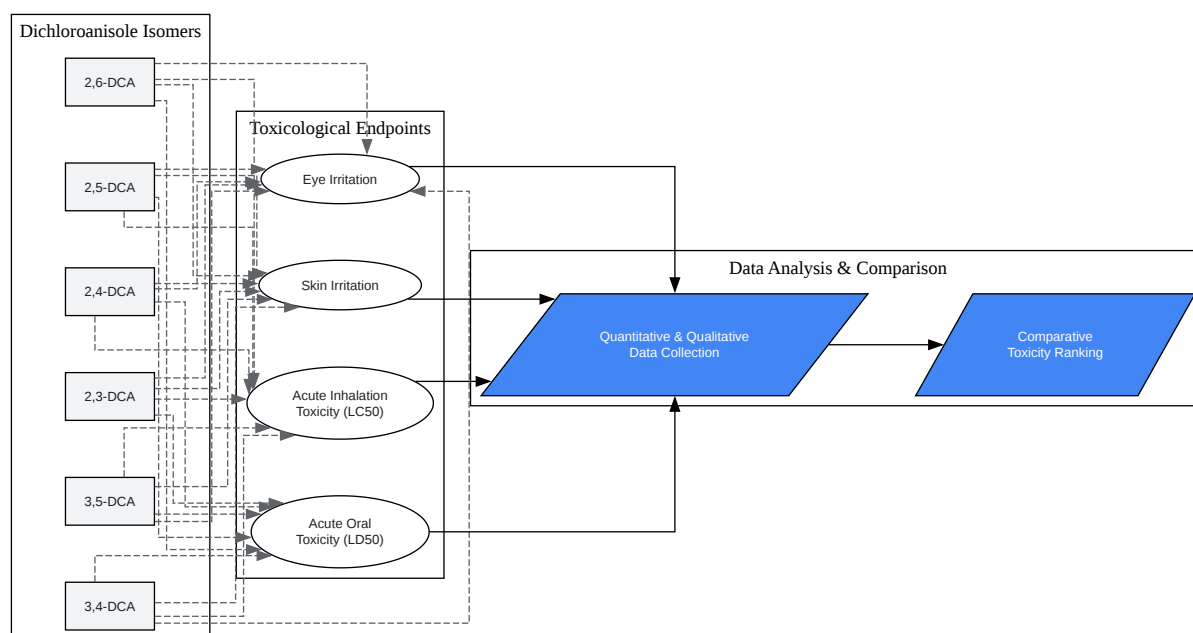 Dichloroanisole Isomers
2,6-DCA
2,5-DCA
2,4-DCA
2,3-DCA
3,5-DCA
3,4-DCA
Toxicological Endpoints
Eye Irritation
Skin Irritation
Acute Inhalation
Toxicity (LC50)
Acute Oral
Toxicity (LD50)
Data Analysis & Comparison
Quantitative & Qualitative
Data Collection
Comparative
Toxicity Ranking